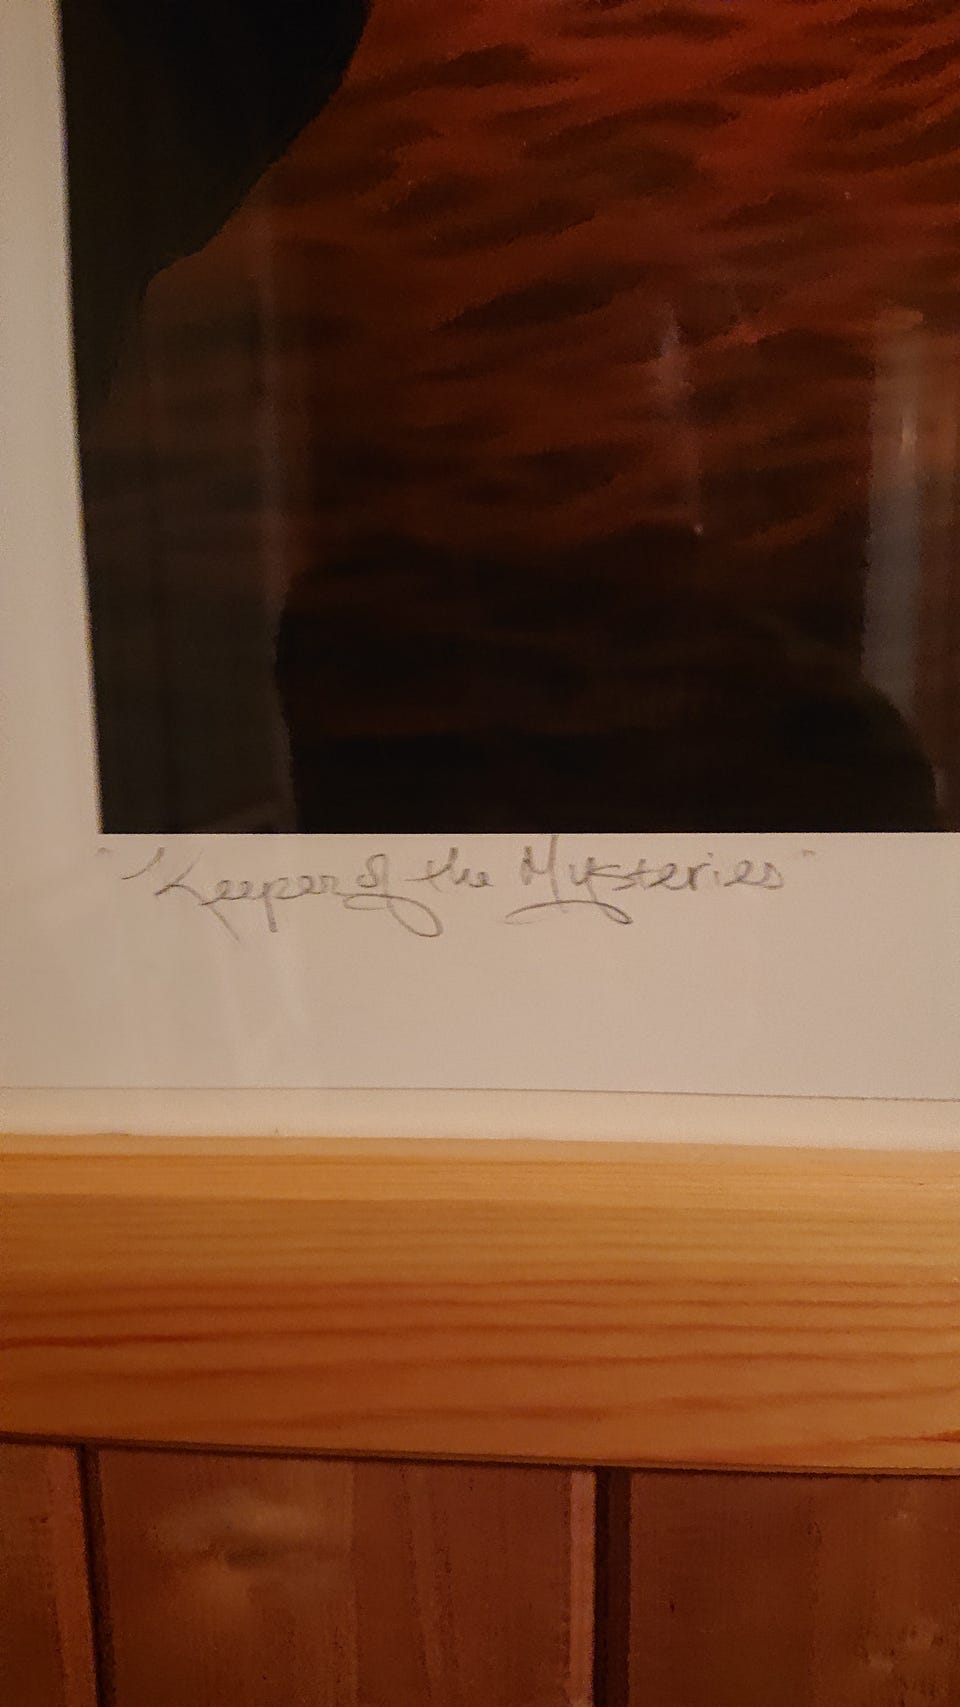 "Keeper of the Mysteries"